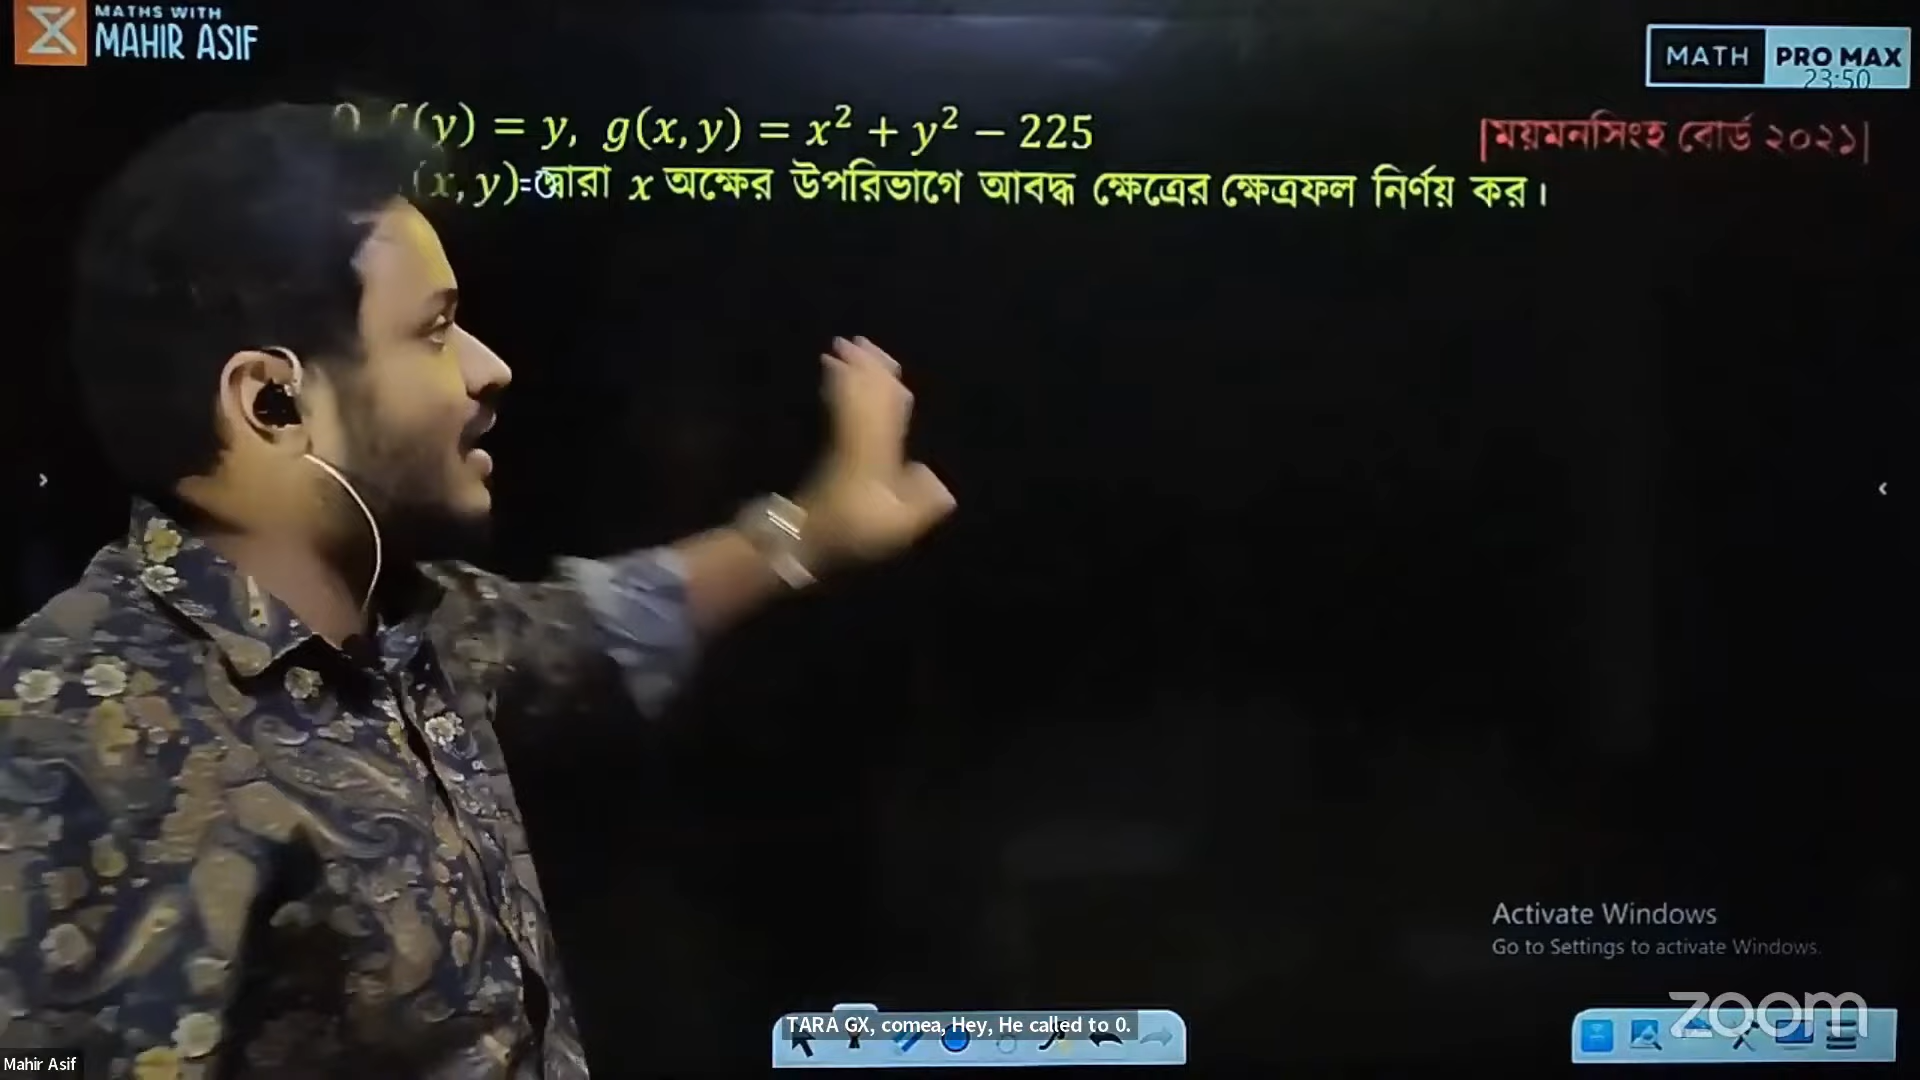 MATHS WITH
MAHIR ASIF
MATH PRO MAX
23:50
(y) = y, g(x, y) = x² + y² − 225
[ময়মনসিংহ বোর্ড ২০২১]
(x, y)=0 দ্বারা x অক্ষের উপরিভাগে আবদ্ধ ক্ষেত্রের ক্ষেত্রফল নির্ণয় কর।
Activate Windows
Go to Settings to activate Windows.
zoom
TARA GX, comea, Hey, He called to 0.
Mahir Asif